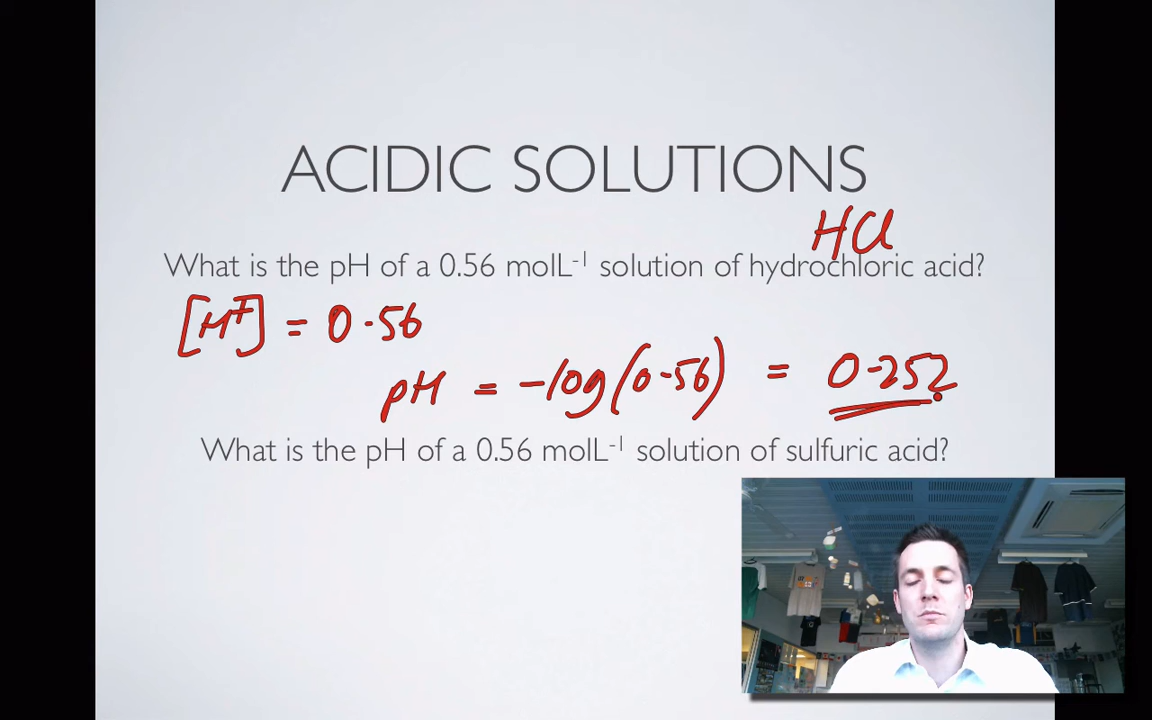 ACIDIC SOLUTIONS
HCl
What is the pH of a 0.56 molL⁻¹ solution of hydrochloric acid?
[H⁺] = 0.56
pH = -log(0.56) = 0.252
What is the pH of a 0.56 molL⁻¹ solution of sulfuric acid?